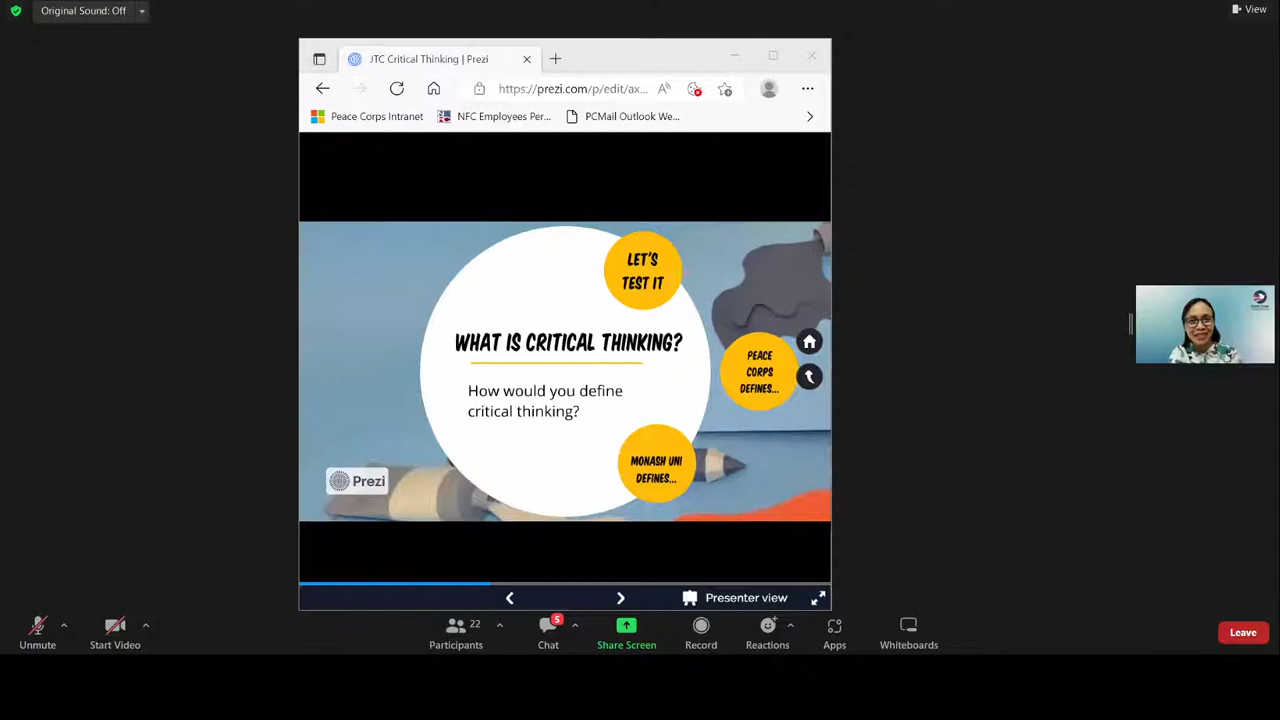 Original Sound: Off
View
JTC Critical Thinking | Prezi
https://prezi.com/p/edit/ax...
Peace Corps Intranet
NFC Employees Per...
PCMail Outlook We...
LET'S
TEST IT
WHAT IS CRITICAL THINKING?
PEACE
CORPS
DEFINES...
How would you define
critical thinking?
MONASH UNI
DEFINES...
Prezi
Presenter view
Unmute
Start Video
22
Participants
5
Chat
Share Screen
Record
Reactions
Apps
Whiteboards
Leave